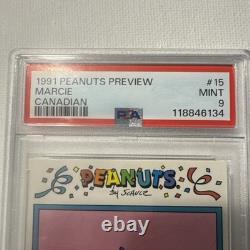 1991 PEANUTS PREVIEW #15
MARCIE MINT
CANADIAN 9
PSA 118846134
PEANUTS
by SCHULZ